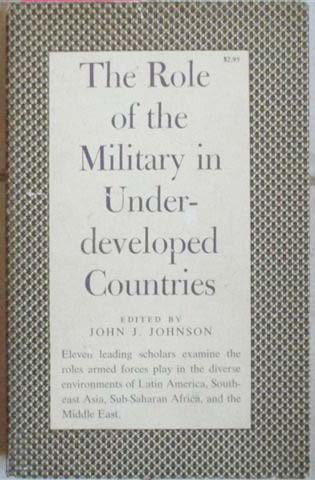 The Role
$2.95
of the
Military in
Under-
developed
Countries
EDITED BY
JOHN J. JOHNSON
Eleven leading scholars examine the
roles armed forces play in the diverse
environments of Latin America, South-
east Asia, Sub-Saharan Africa, and the
Middle East.